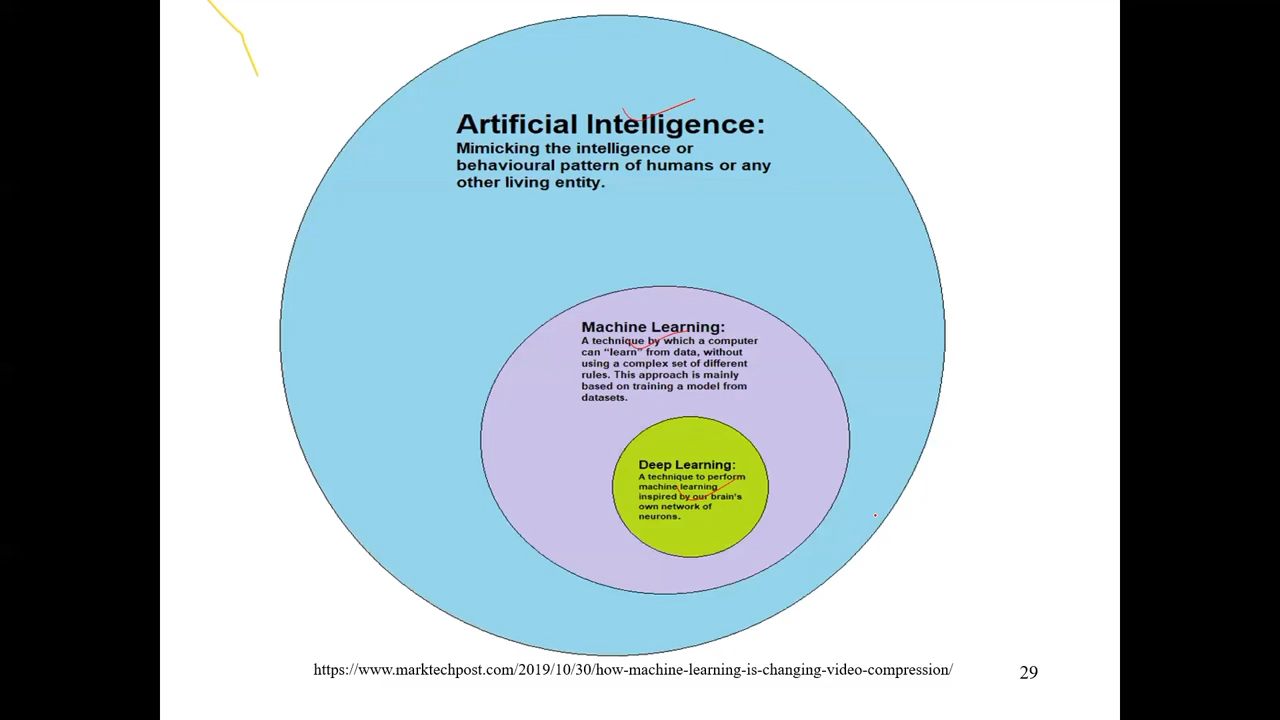 Artificial Intelligence:
Mimicking the intelligence or
behavioural pattern of humans or any
other living entity.
Machine Learning:
A technique by which a computer
can “learn” from data, without
using a complex set of different
rules. This approach is mainly
based on training a model from
datasets.
Deep Learning:
A technique to perform
machine learning
inspired by our brain's
own network of
neurons.
https://www.marktechpost.com/2019/10/30/how-machine-learning-is-changing-video-compression/
29